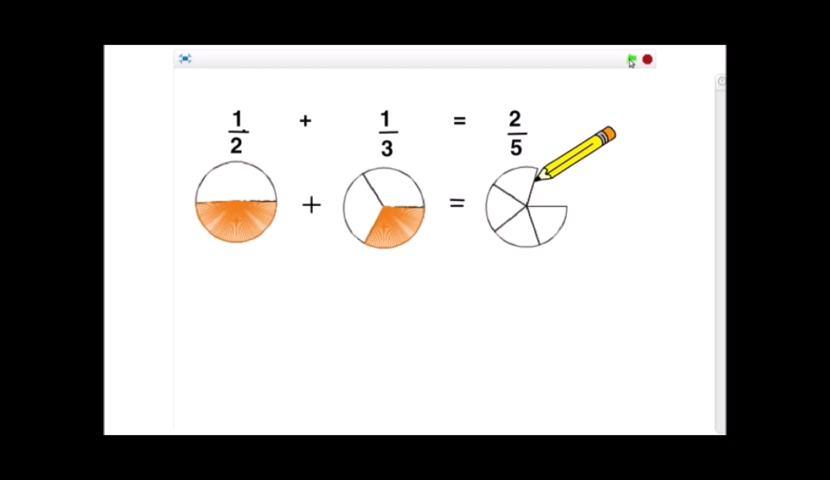 1/2 + 1/3 = 2/5
+ =